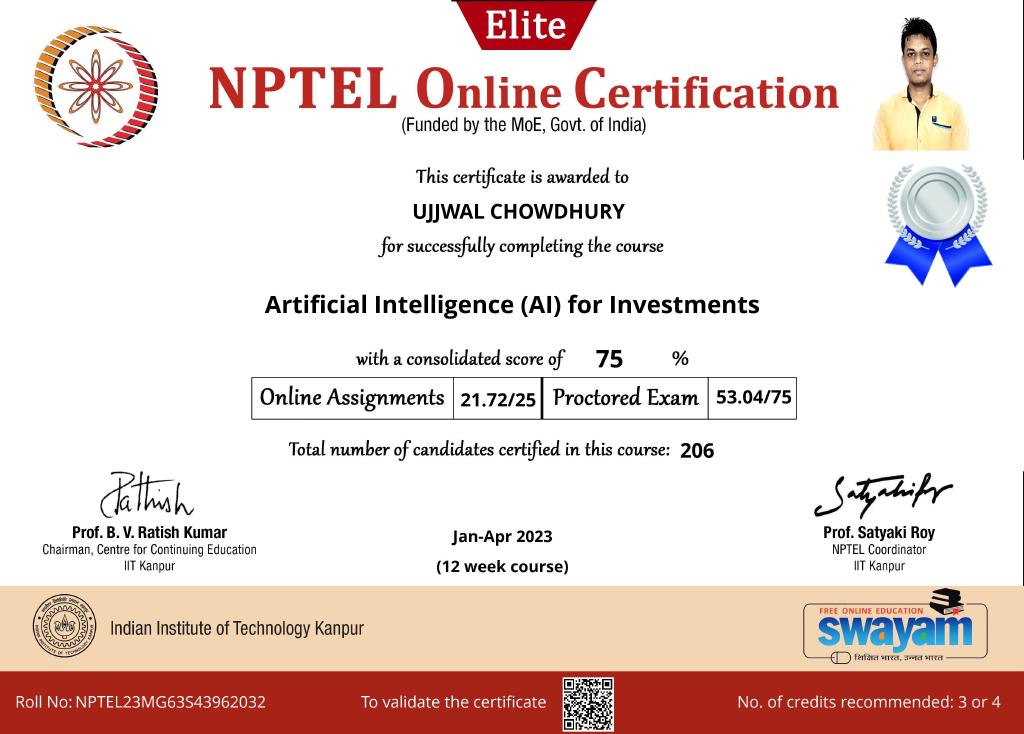 Elite
NPTEL Online Certification
(Funded by the MoE, Govt. of India)
This certificate is awarded to
UJJWAL CHOWDHURY
for successfully completing the course
Artificial Intelligence (AI) for Investments
with a consolidated score of 75 %
Online Assignments 21.72/25 Proctored Exam 53.04/75
Total number of candidates certified in this course: 206
Prof. B. V. Ratish Kumar
Chairman, Centre for Continuing Education
IIT Kanpur
Jan-Apr 2023
(12 week course)
Prof. Satyaki Roy
NPTEL Coordinator
IIT Kanpur
Indian Institute of Technology Kanpur
FREE ONLINE EDUCATION
swayam
शिक्षित भारत, उन्नत भारत
Roll No: NPTEL23MG63S43962032
To validate the certificate
No. of credits recommended: 3 or 4